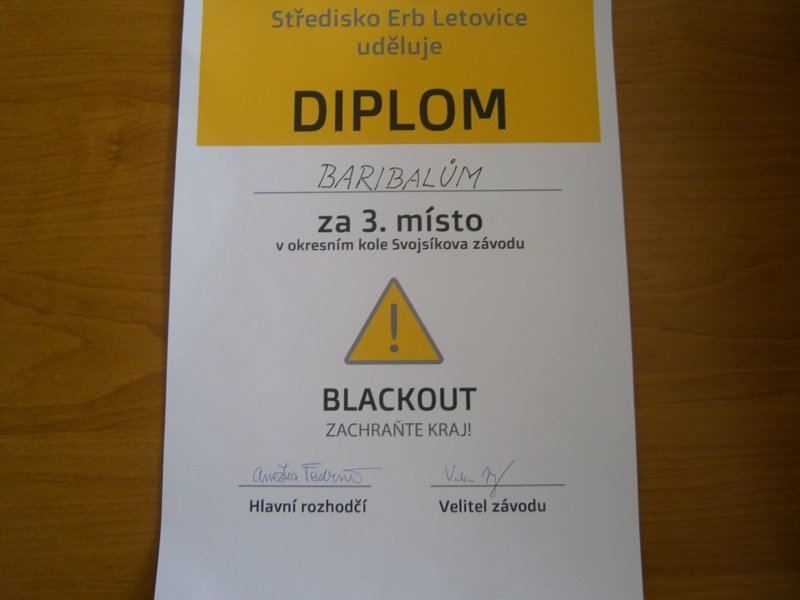 Středisko Erb Letovice
uděluje
DIPLOM
BARIBALŮM
za 3. místo
v okresním kole Svojsíkova závodu
!
BLACKOUT
ZACHRAŇTE KRAJ!
Hlavní rozhodčí
Velitel závodu